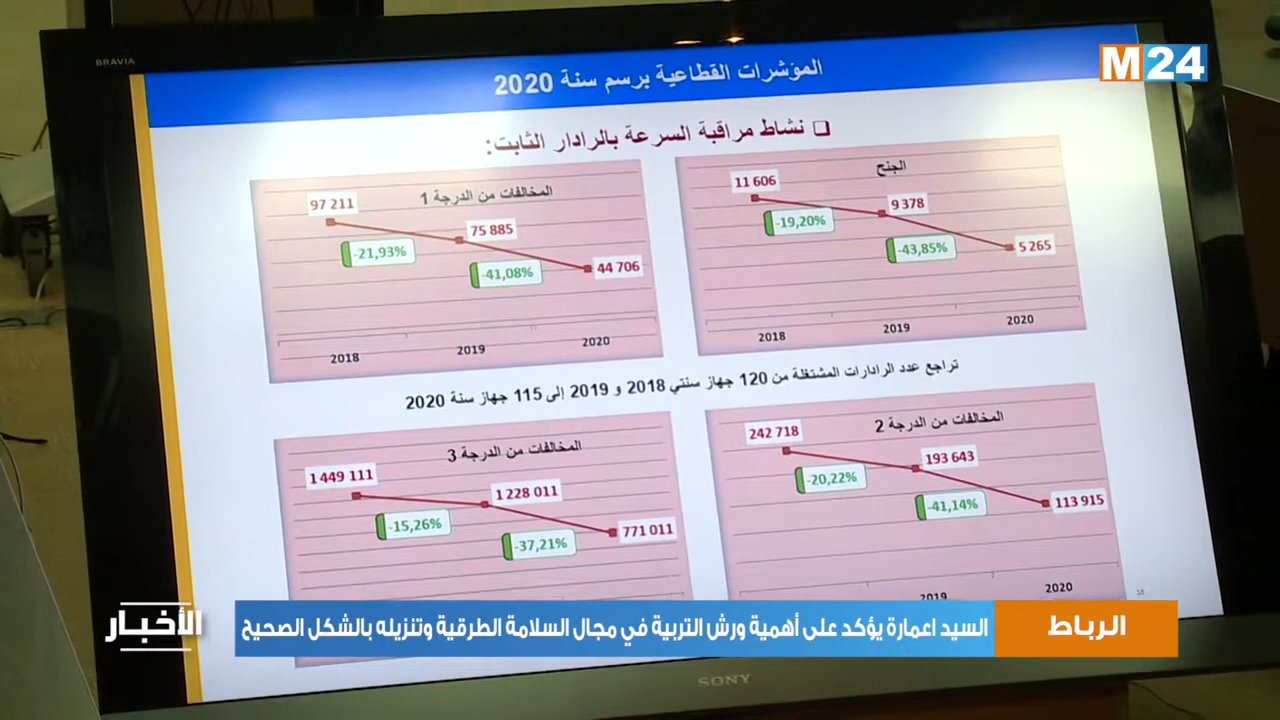 BRAVIA
M24
المؤشرات القطاعية برسم سنة 2020
❑ نشاط مراقبة السرعة بالرادار الثابت:
الجنح
11 606
9 378
5 265
-19,20%
-43,85%
2018 2019 2020
المخالفات من الدرجة 1
97 211
75 885
44 706
-21,93%
-41,08%
2018 2019 2020
تراجع عدد الرادارات المشتغلة من 120 جهاز سنتي 2018 و 2019 إلى 115 جهاز سنة 2020
المخالفات من الدرجة 2
242 718
193 643
113 915
-20,22%
-41,14%
2019 2020
المخالفات من الدرجة 3
1 449 111
1 228 011
771 011
-15,26%
-37,21%
الرباط
السيد اعمارة يؤكد على أهمية ورش التربية في مجال السلامة الطرقية وتنزيله بالشكل الصحيح
الأخبار
SONY